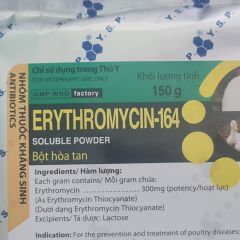 Y.S.P.
Chỉ sử dụng trong Thú Y
FOR VETERINARY USE ONLY
GMP-WHO factory
Khối lượng tịnh
150 g
NHÓM THUỐC KHÁNG SINH
ANTIBIOTICS
ERYTHROMYCIN-164
SOLUBLE POWDER
Bột hòa tan
Ingredients/ Hàm lượng:
Each gram contains/ Mỗi gram chứa:
Erythromycin .................... 300mg (potency/hoạt lực)
(As Erythromycin Thiocyanate)
(Dưới dạng Erythromycin Thiocyanate)
Excipients/ Tá dược: Lactose
Indication: For the prevention and treatment of poultry diseases: